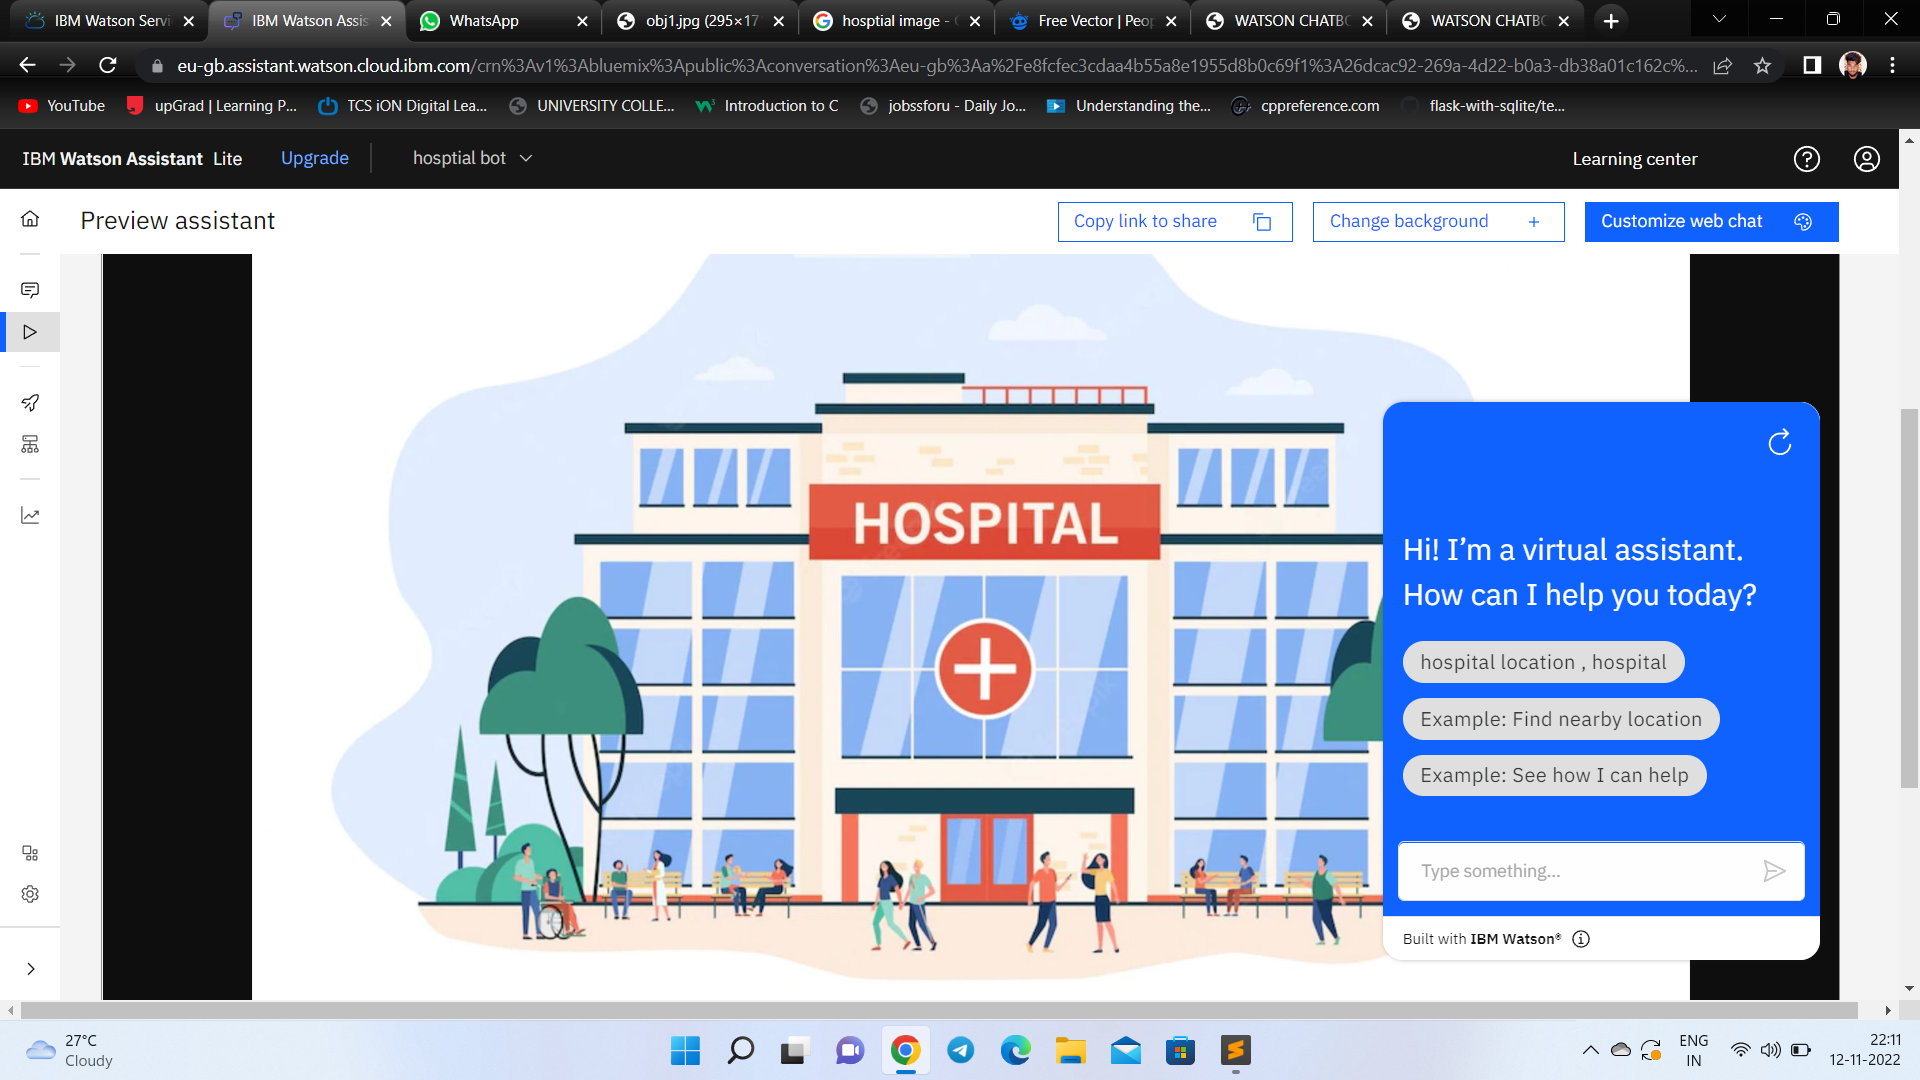 IBM Watson Servi
IBM Watson Assis
WhatsApp
obj1.jpg (295×17
hosptial image -
Free Vector | Peop
WATSON CHATBO
WATSON CHATBO
eu-gb.assistant.watson.cloud.ibm.com/crn%3Av1%3Abluemix%3Apublic%3Aconversation%3Aeu-gb%3Aa%2Fe8fcfec3cdaa4b55a8e1955d8b0c69f1%3A26dcac92-269a-4d22-b0a3-db38a01c162c%...
YouTube
upGrad | Learning P...
TCS iON Digital Lea...
UNIVERSITY COLLE...
Introduction to C
jobssforu - Daily Jo...
Understanding the...
cppreference.com
flask-with-sqlite/te...
IBM Watson Assistant Lite
Upgrade
hosptial bot
Learning center
Preview assistant
Copy link to share
Change background
Customize web chat
HOSPITAL
Hi! I’m a virtual assistant.
How can I help you today?
hospital location , hospital
Example: Find nearby location
Example: See how I can help
Type something...
Built with IBM Watson®
27°C
Cloudy
ENG
IN
22:11
12-11-2022